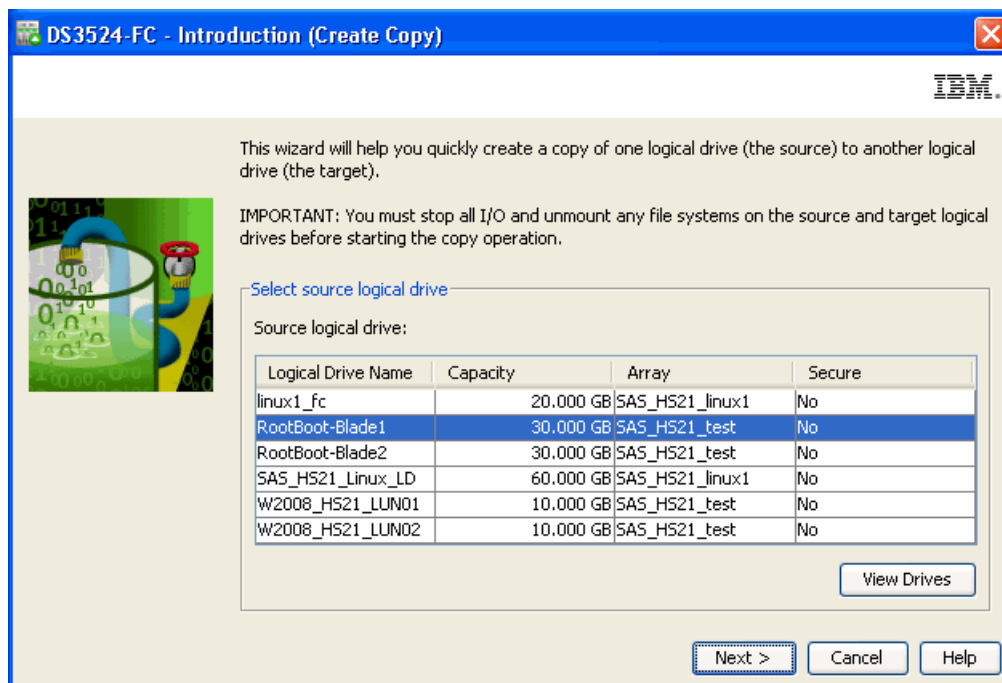 DS3524-FC - Introduction (Create Copy)
IBM.
This wizard will help you quickly create a copy of one logical drive (the source) to another logical
drive (the target).
IMPORTANT: You must stop all I/O and unmount any file systems on the source and target logical
drives before starting the copy operation.
Select source logical drive
Source logical drive:
Logical Drive Name Capacity Array Secure
linux1_fc 20.000 GB SAS_HS21_linux1 No
RootBoot-Blade1 30.000 GB SAS_HS21_test No
RootBoot-Blade2 30.000 GB SAS_HS21_test No
SAS_HS21_Linux_LD 60.000 GB SAS_HS21_linux1 No
W2008_HS21_LUN01 10.000 GB SAS_HS21_test No
W2008_HS21_LUN02 10.000 GB SAS_HS21_test No
View Drives
Next > Cancel Help